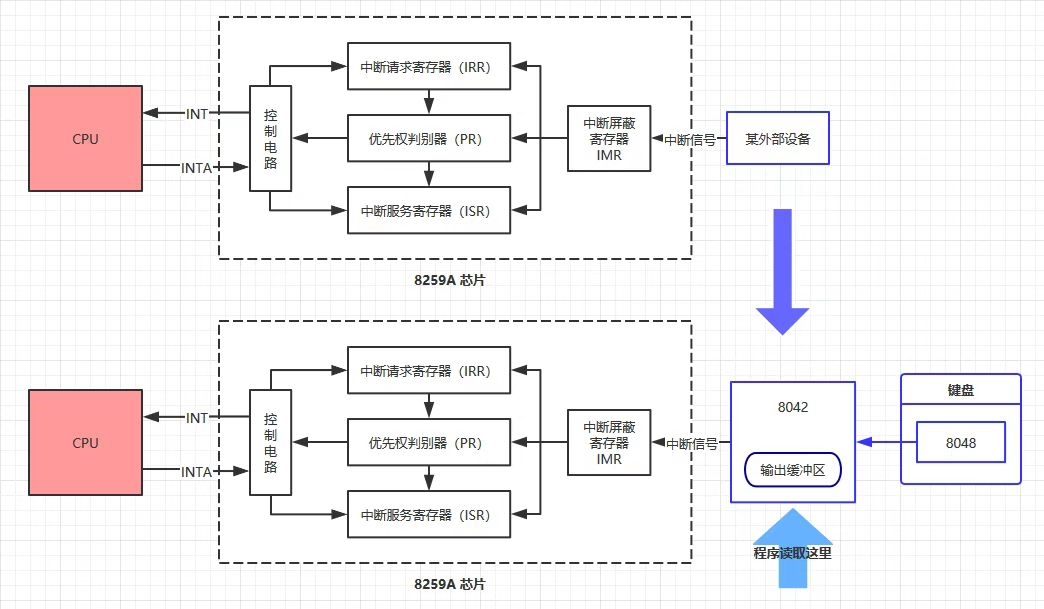 中断请求寄存器（IRR）
CPU
INT
INTA
控
制
电
路
优先权判别器（PR）
中断服务寄存器（ISR）
中断屏蔽
寄存器
IMR
中断信号
某外部设备
8259A 芯片
中断请求寄存器（IRR）
CPU
INT
INTA
控
制
电
路
优先权判别器（PR）
中断服务寄存器（ISR）
中断屏蔽
寄存器
IMR
中断信号
8042
输出缓冲区
键盘
8048
程序读取这里
8259A 芯片